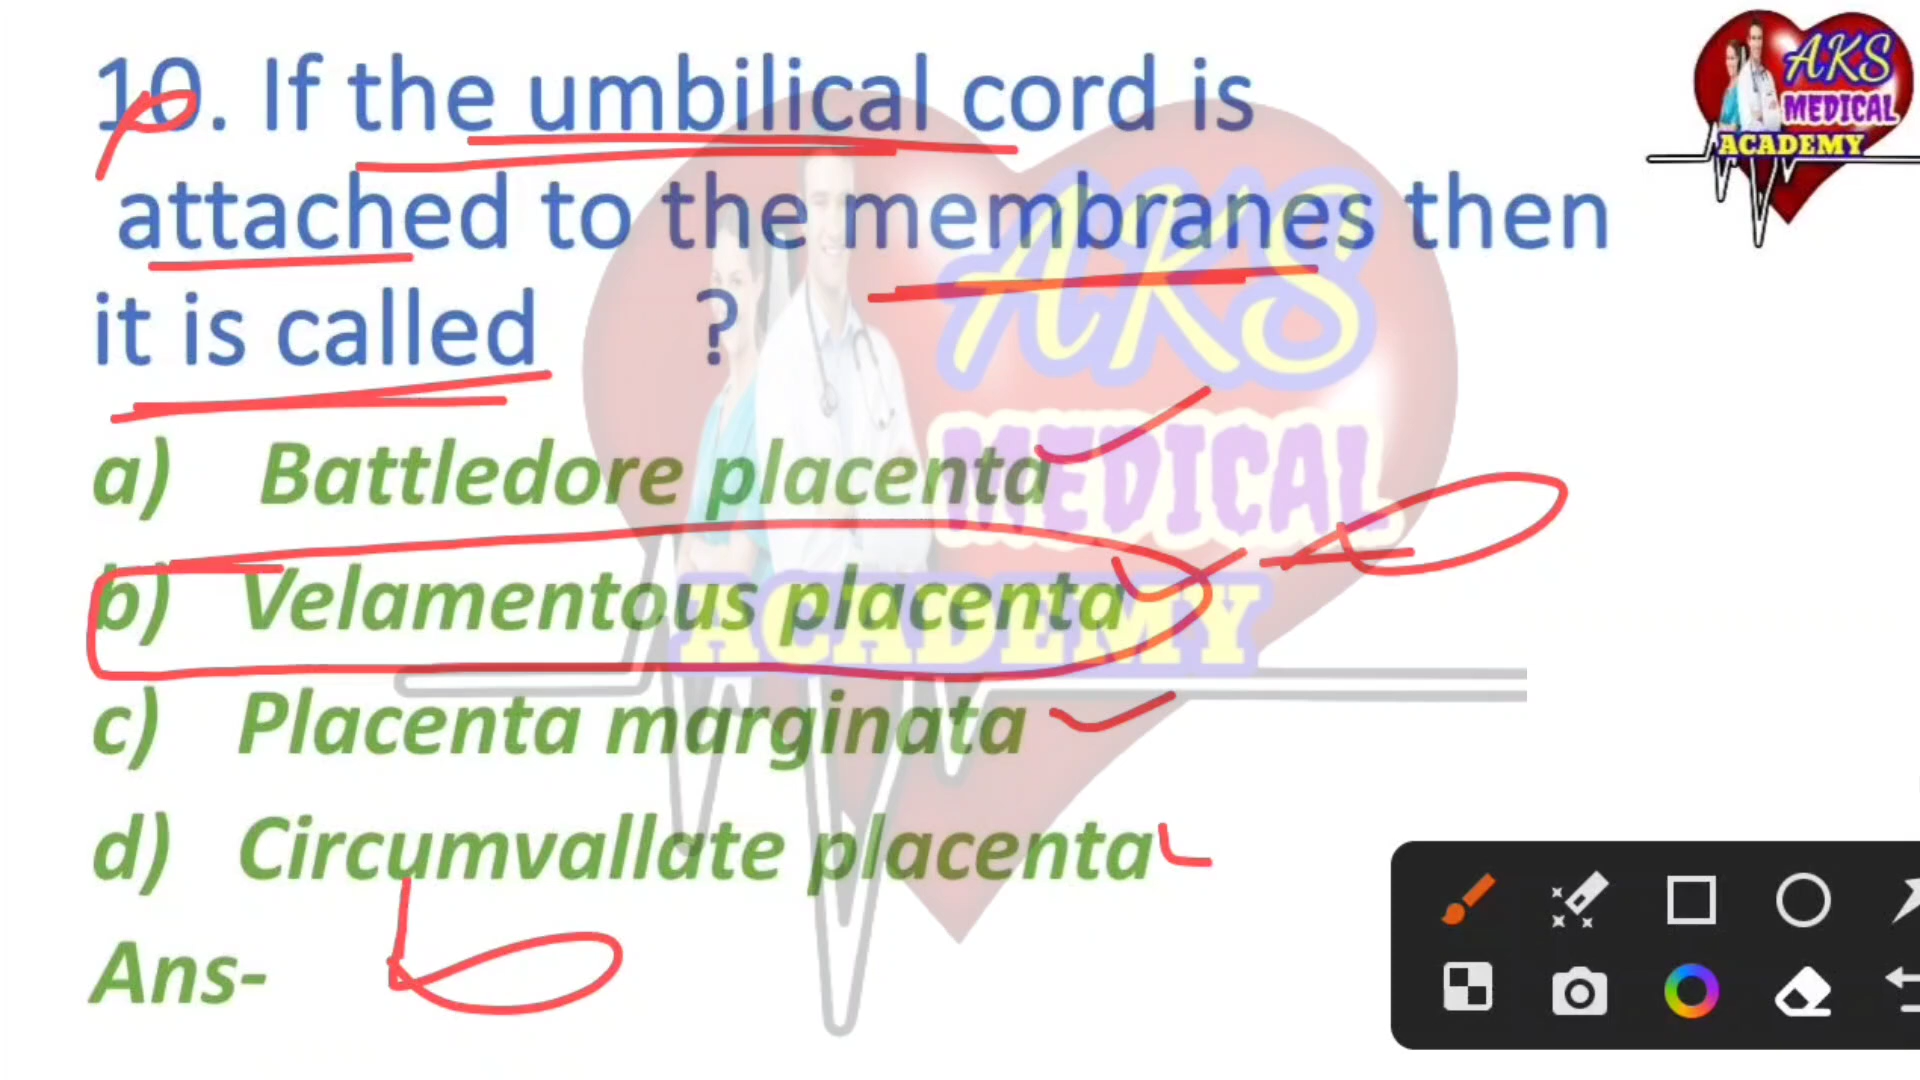 10. If the umbilical cord is
attached to the membranes then
it is called ?
a) Battledore placenta
b) Velamentous placenta
c) Placenta marginata
d) Circumvallate placenta
Ans- b
AKS
MEDICAL
ACADEMY
AKS
MEDICAL
ACADEMY